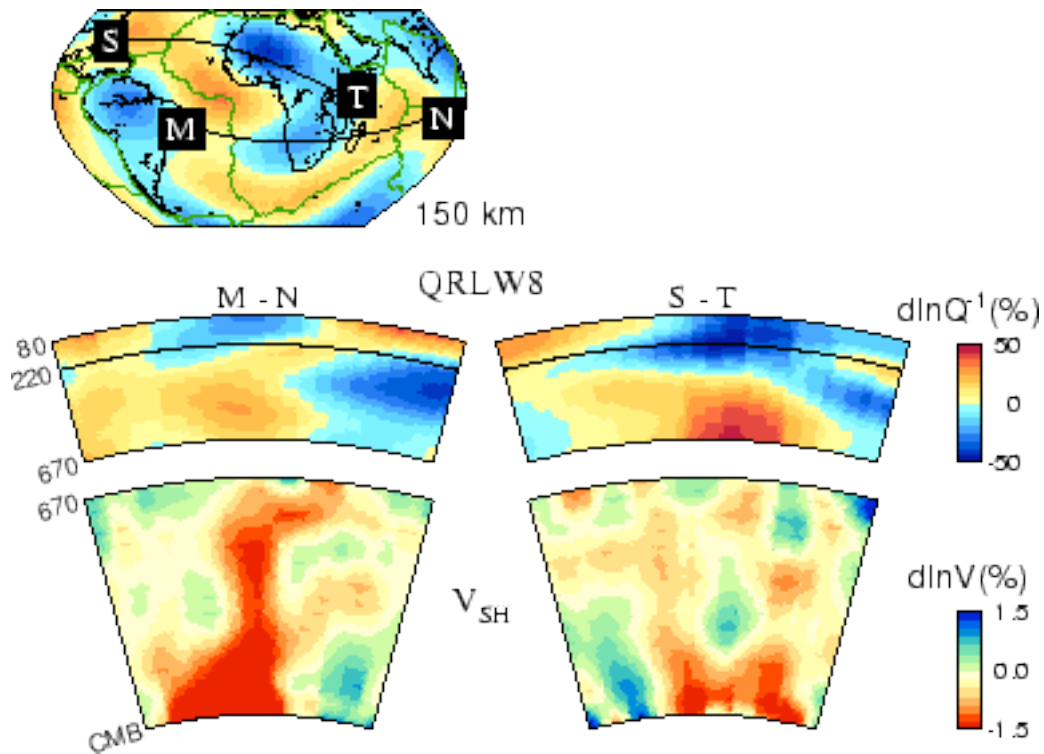 S
T
N
M
150 km
QRLW8
M - N
S - T
dlnQ⁻¹(%)
80
220
670
50
0
-50
670
CMB
V_SH
dlnV(%)
1.5
0.0
-1.5